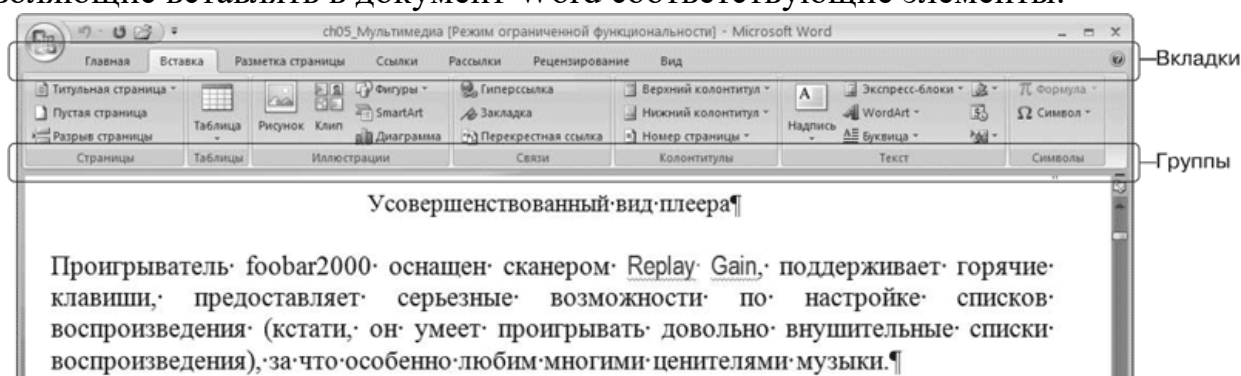 вставлять в документ Word соответствующие элементы.
ch05_Мультимедиа [Режим ограниченной функциональности] - Microsoft Word
Главная Вставка Разметка страницы Ссылки Рассылки Рецензирование Вид
Вкладки
Титульная страница
Пустая страница
Разрыв страницы
Таблица
Рисунок
Клип
Фигуры
SmartArt
Диаграмма
Гиперссылка
Закладка
Перекрестная ссылка
Верхний колонтитул
Нижний колонтитул
Номер страницы
Надпись
Экспресс-блоки
WordArt
Буквица
π Формула
Ω Символ
Страницы Таблицы Иллюстрации Связи Колонтитулы Текст Символы
Группы
Усовершенствованный·вид·плеера¶
Проигрыватель· foobar2000· оснащен· сканером· Replay· Gain,· поддерживает· горячие·
клавиши,· предоставляет· серьезные· возможности· по· настройке· списков·
воспроизведения· (кстати,· он· умеет· проигрывать· довольно· внушительные· списки·
воспроизведения),·за·что·особенно·любим·многими·ценителями·музыки.¶